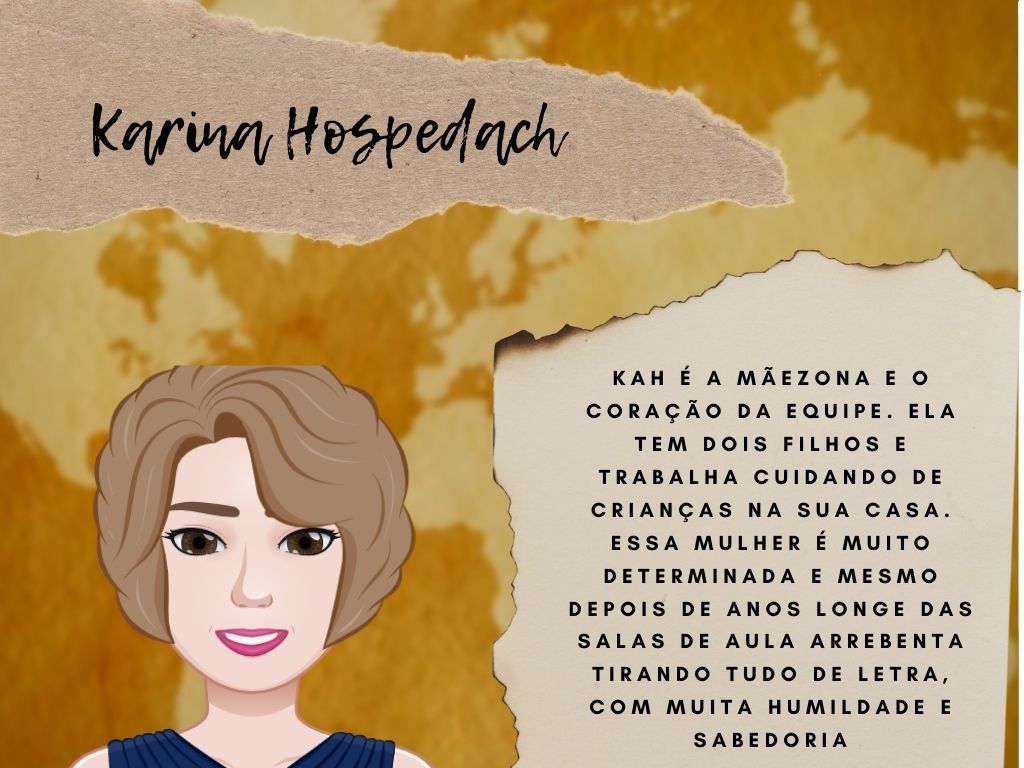 Karina Hospedach
KAH É A MÃEZONA E O
CORAÇÃO DA EQUIPE. ELA
TEM DOIS FILHOS E
TRABALHA CUIDANDO DE
CRIANÇAS NA SUA CASA.
ESSA MULHER É MUITO
DETERMINADA E MESMO
DEPOIS DE ANOS LONGE DAS
SALAS DE AULA ARREBENTA
TIRANDO TUDO DE LETRA,
COM MUITA HUMILDADE E
SABEDORIA